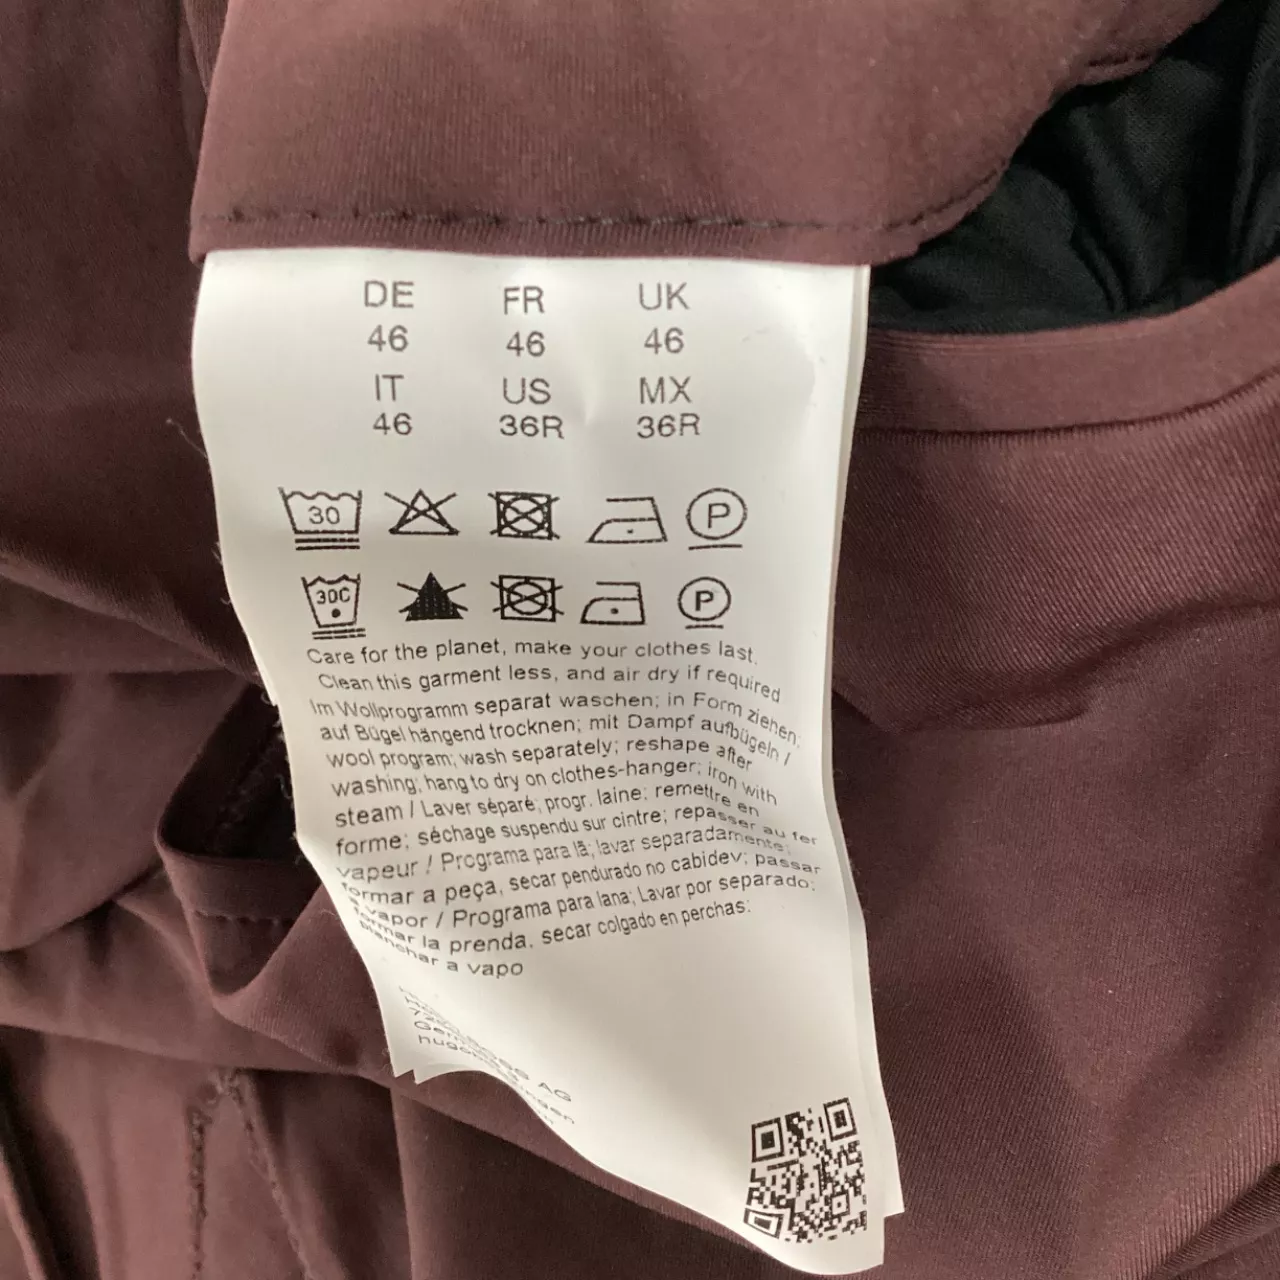 DE FR UK
46 46 46
IT US MX
46 36R 36R
30 P
30C P
Care for the planet, make your clothes last.
Clean this garment less, and air dry if required
Im Wollprogramm separat waschen; in Form ziehen;
auf Bügel hängend trocknen; mit Dampf aufbügeln /
wool program; wash separately; reshape after
washing; hang to dry on clothes-hanger; iron with
steam / Laver séparé; progr. laine; remettre en
forme; séchage suspendu sur cintre; repasser au fer
vapeur / Programa para lã; lavar separadamente;
formar a peça, secar pendurado no cabidev; passar
a vapor / Programa para lana; Lavar por separado;
formar la prenda. secar colgado en perchas:
planchar a vapo
AG